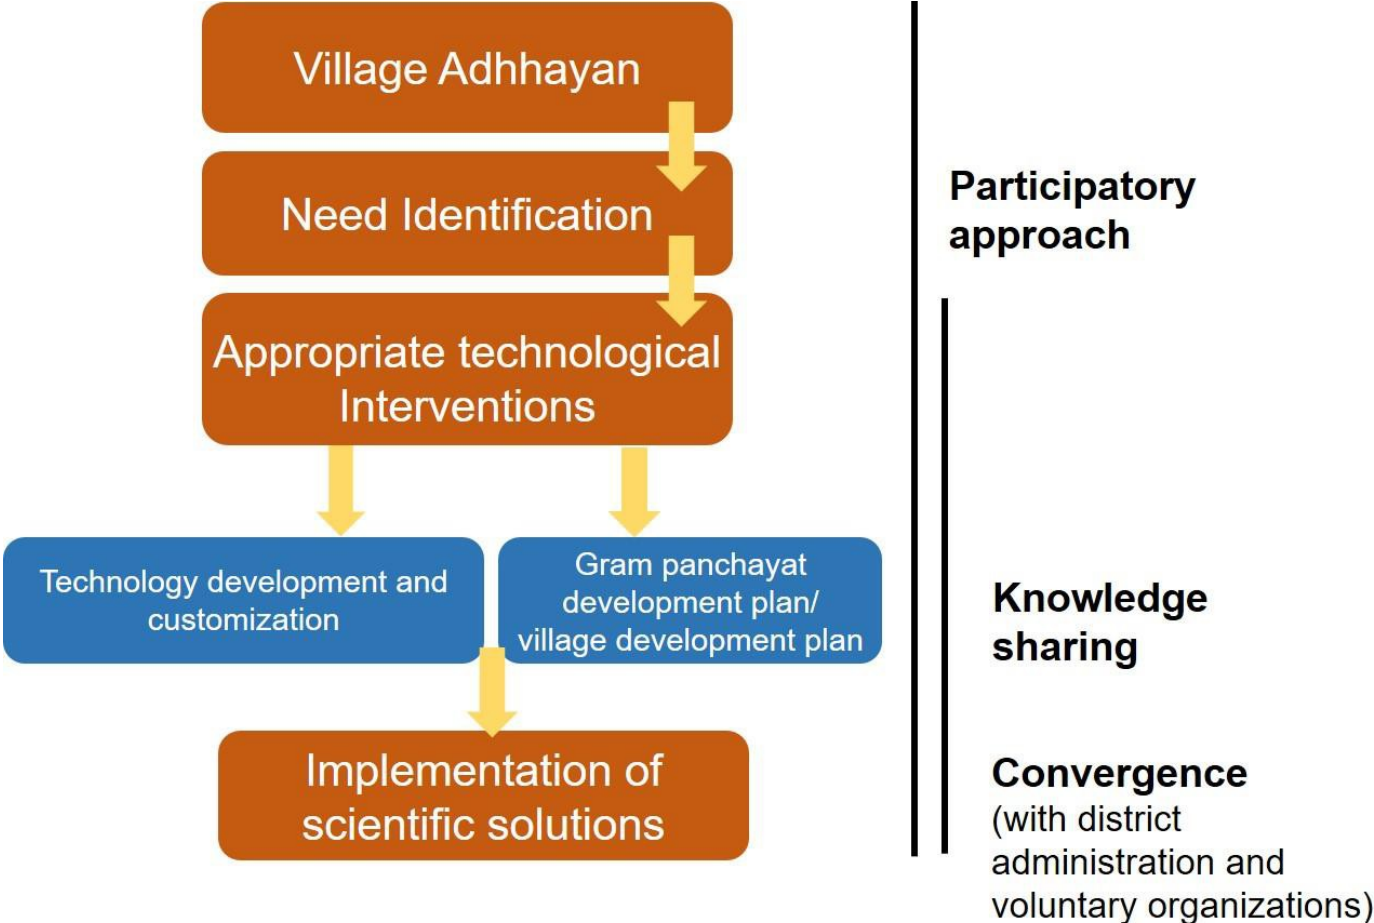 Village Adhhayan
Need Identification
Appropriate technological
Interventions
Technology development and
customization
Gram panchayat
development plan/
village development plan
Implementation of
scientific solutions
Participatory
approach
Knowledge
sharing
Convergence
(with district
administration and
voluntary organizations)